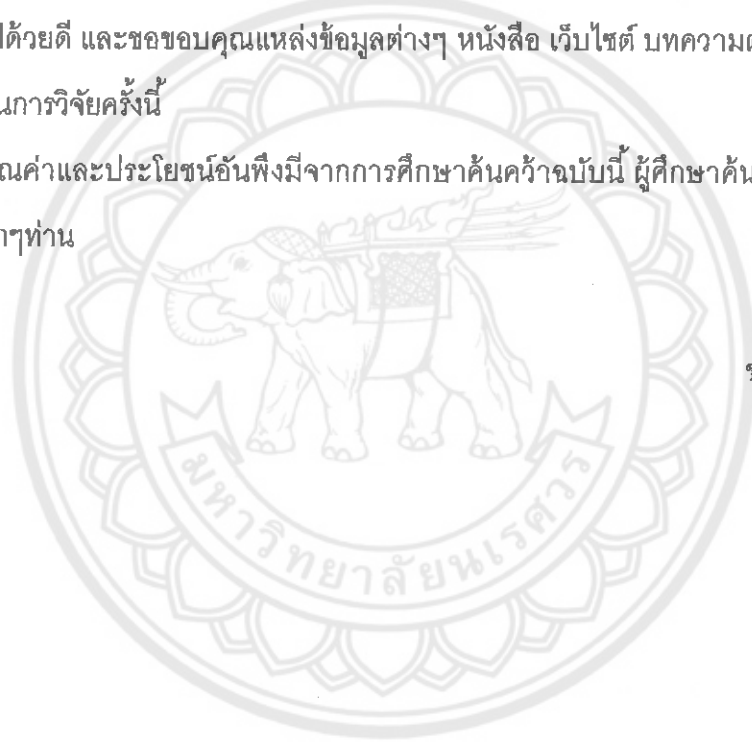 ด้วยดี และขอขอบคุณแหล่งข้อมูลต่างๆ หนังสือ เว็บไซต์ บทความ
นการวิจัยครั้งนี้
ณค่าและประโยชน์อันพึงมีจากการศึกษาค้นคว้าฉบับนี้ ผู้ศึกษาค้น
าๆท่าน
มหาวิทยาลัยนเรศวร